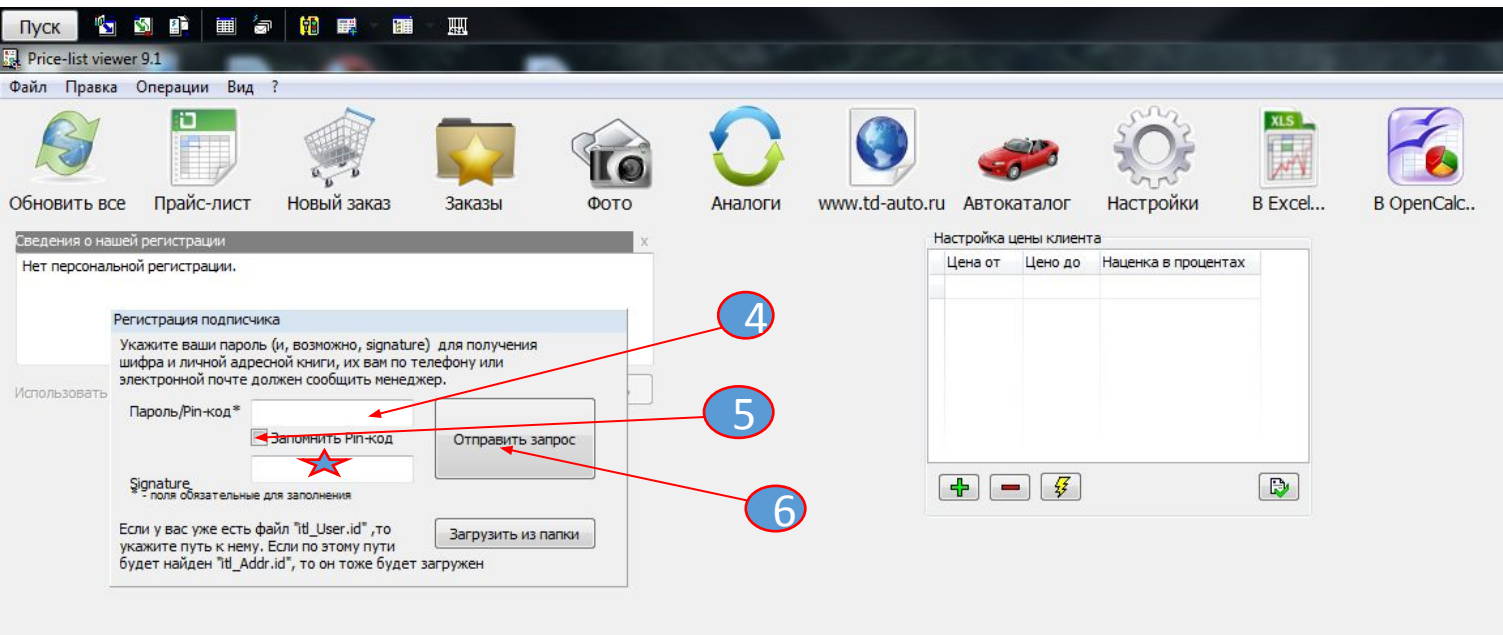 Пуск
Price-list viewer 9.1
Файл Правка Операции Вид ?
Обновить все Прайс-лист Новый заказ Заказы Фото Аналоги www.td-auto.ru Автокаталог Настройки В Excel... В OpenCalc..
XLS
Сведения о нашей регистрации x
Нет персональной регистрации.
Настройка цены клиента
Цена от Цено до Наценка в процентах
Регистрация подписчика
Укажите ваши пароль (и, возможно, signature) для получения
шифра и личной адресной книги, их вам по телефону или
электронной почте должен сообщить менеджер.
Использовать
Пароль/Pin-код*
Запомнить Pin-код
Отправить запрос
Signature
* - поля обязательные для заполнения
Если у вас уже есть файл "itl_User.id" ,то
укажите путь к нему. Если по этому пути
будет найден "itl_Addr.id", то он тоже будет загружен
Загрузить из папки
4
5
6